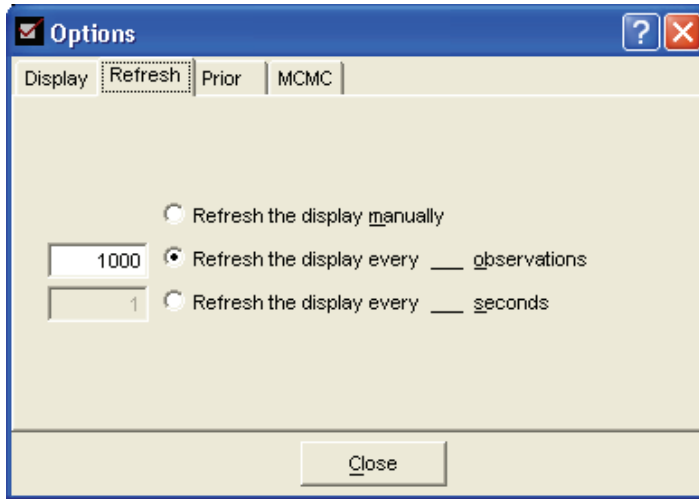 Options
Display Refresh Prior MCMC
Refresh the display manually
1000 Refresh the display every ___ observations
1 Refresh the display every ___ seconds
Close